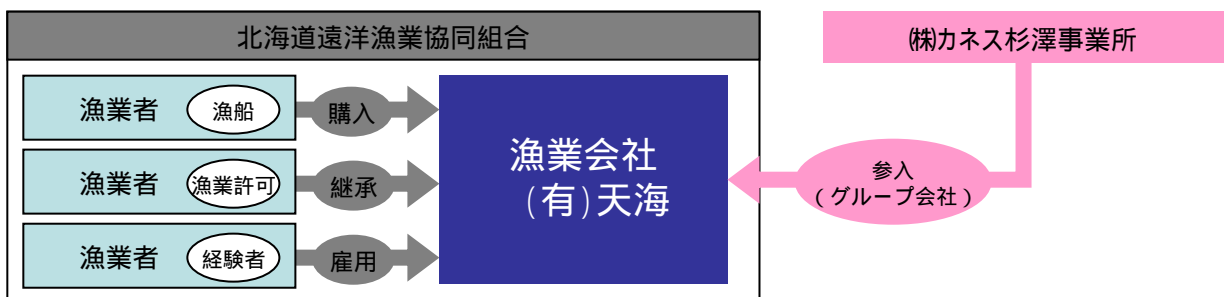 北海道遠洋漁業協同組合
㈱カネス杉澤事業所
漁業者 漁船 購入
漁業者 漁業許可 継承
漁業者 経験者 雇用
漁業会社
(有)天海
参入
(グループ会社)